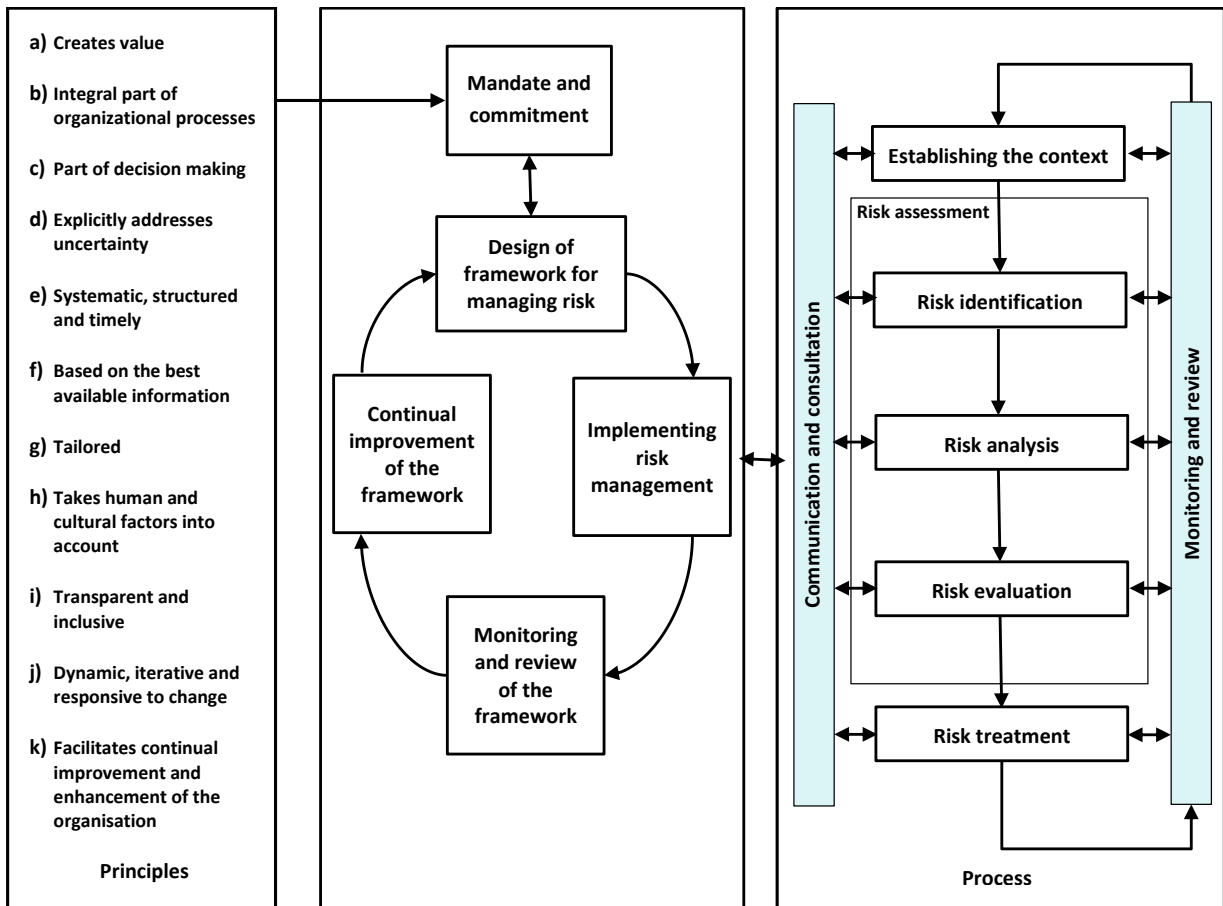 a) Creates value
b) Integral part of
organizational processes
c) Part of decision making
d) Explicitly addresses
uncertainty
e) Systematic, structured
and timely
f) Based on the best
available information
g) Tailored
h) Takes human and
cultural factors into
account
i) Transparent and
inclusive
j) Dynamic, iterative and
responsive to change
k) Facilitates continual
improvement and
enhancement of the
organisation
Principles
Mandate and
commitment
Design of
framework for
managing risk
Continual
improvement
of the
framework
Implementing
risk
management
Monitoring
and review
of the
framework
Communication and consultation
Establishing the context
Risk assessment
Risk identification
Risk analysis
Risk evaluation
Risk treatment
Monitoring and review
Process